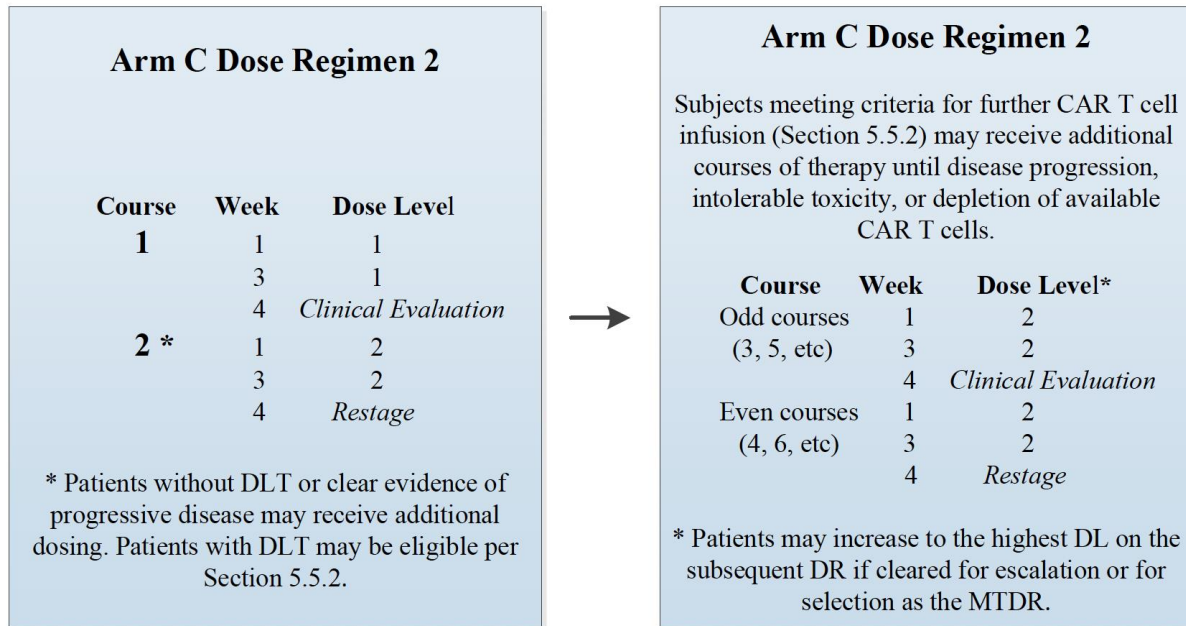 Arm C Dose Regimen 2
Course Week Dose Level
1 1 1
3 1
4 Clinical Evaluation
2 * 1 2
3 2
4 Restage
* Patients without DLT or clear evidence of
progressive disease may receive additional
dosing. Patients with DLT may be eligible per
Section 5.5.2.
Arm C Dose Regimen 2
Subjects meeting criteria for further CAR T cell
infusion (Section 5.5.2) may receive additional
courses of therapy until disease progression,
intolerable toxicity, or depletion of available
CAR T cells.
Course Week Dose Level*
Odd courses 1 2
(3, 5, etc) 3 2
4 Clinical Evaluation
Even courses 1 2
(4, 6, etc) 3 2
4 Restage
* Patients may increase to the highest DL on the
subsequent DR if cleared for escalation or for
selection as the MTDR.